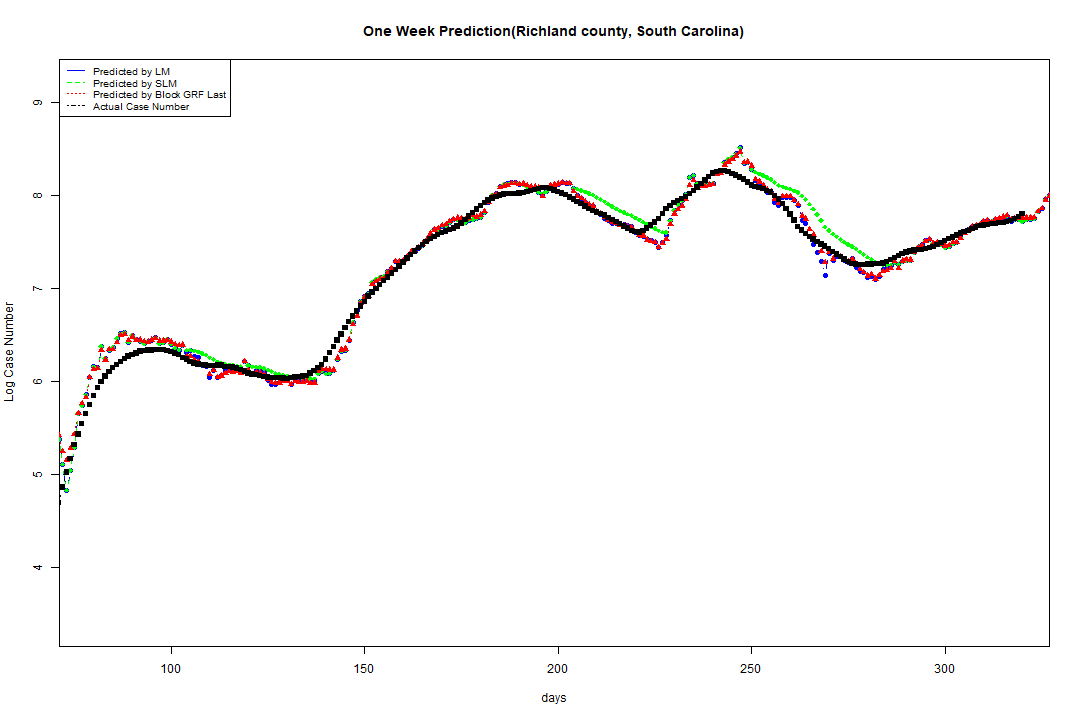 One Week Prediction(Richland county, South Carolina)
Predicted by LM
Predicted by SLM
Predicted by Block GRF Last
Actual Case Number
9
8
7
6
5
4
Log Case Number
100 150 200 250 300
days